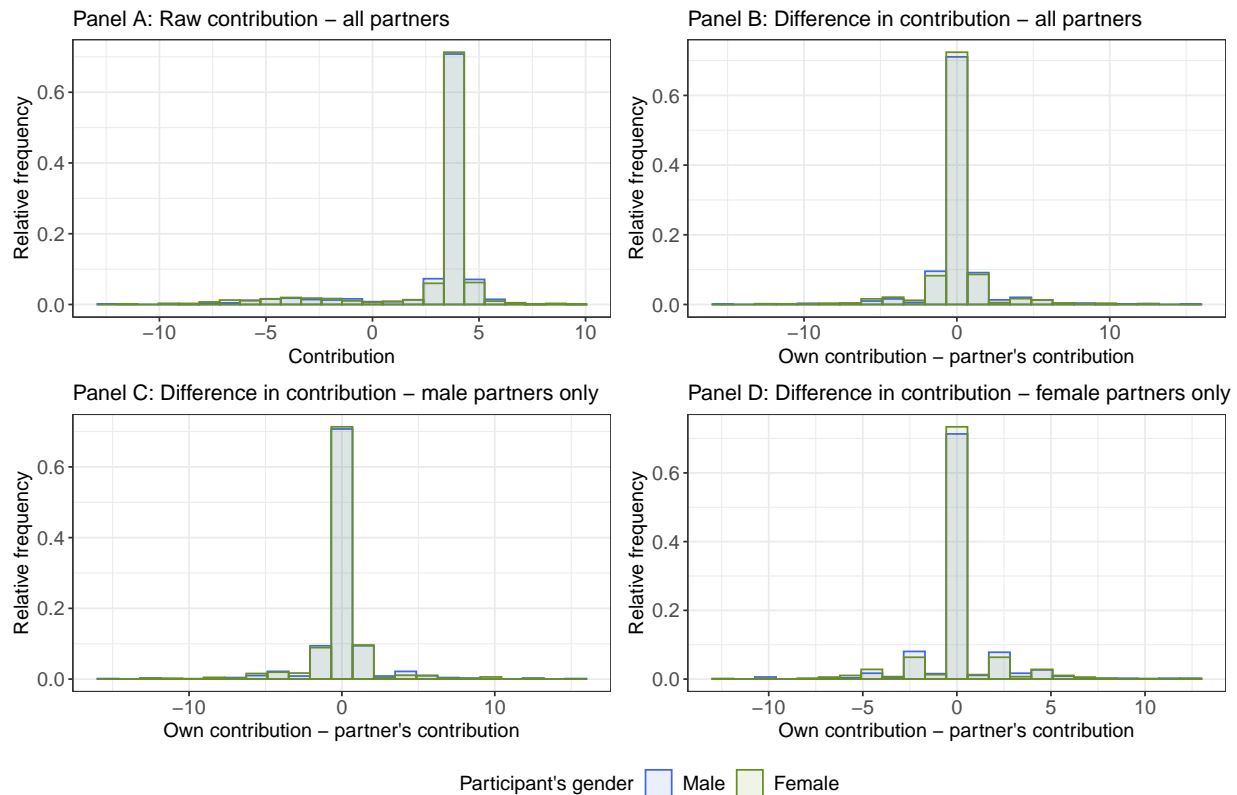 Panel A: Raw contribution – all partners
Relative frequency
0.6
0.4
0.2
0.0
−10
−5
0
5
10
Contribution
Panel B: Difference in contribution – all partners
Relative frequency
0.6
0.4
0.2
0.0
−10
0
10
Own contribution – partner's contribution
Panel C: Difference in contribution – male partners only
Relative frequency
0.6
0.4
0.2
0.0
−10
0
10
Own contribution – partner's contribution
Panel D: Difference in contribution – female partners only
Relative frequency
0.6
0.4
0.2
0.0
−10
−5
0
5
10
Own contribution – partner's contribution
Participant's gender Male Female